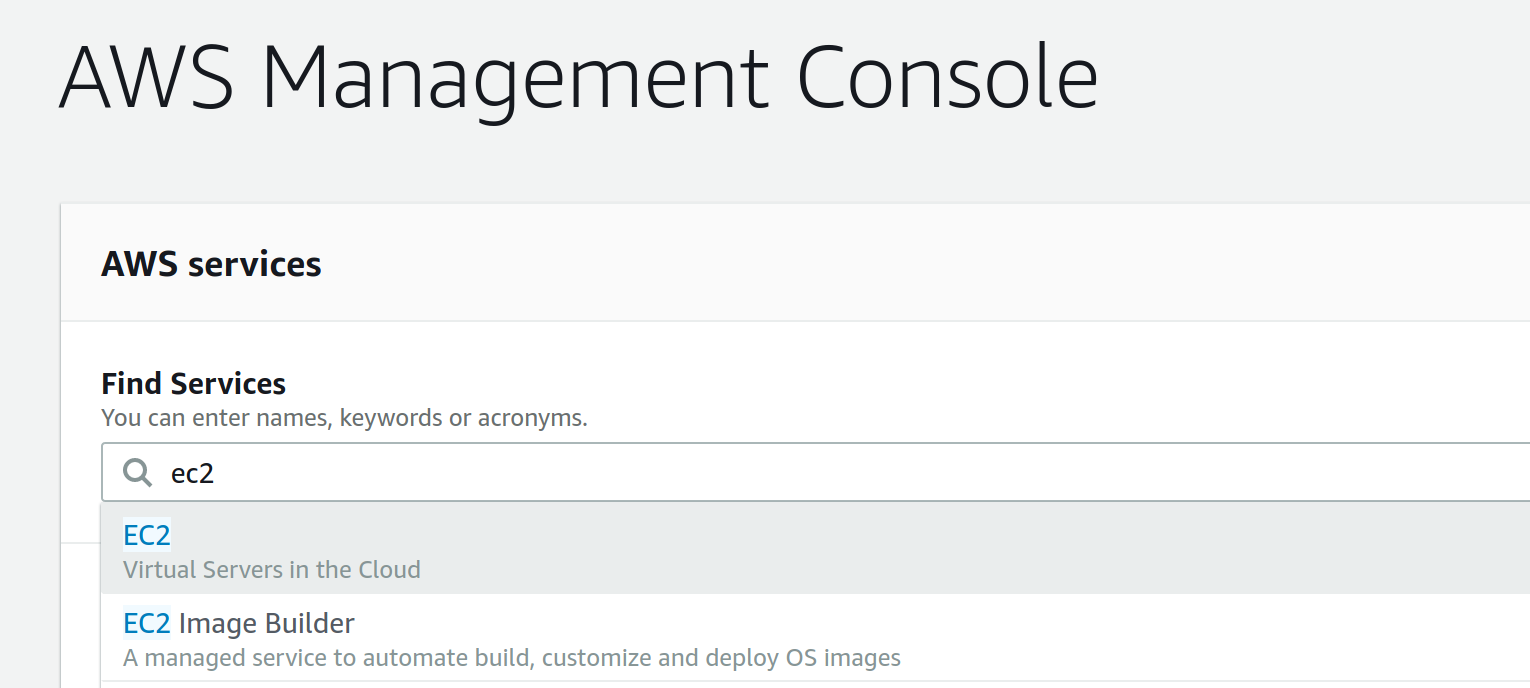 AWS Management Console
AWS services
Find Services
You can enter names, keywords or acronyms.
ec2
EC2
Virtual Servers in the Cloud
EC2 Image Builder
A managed service to automate build, customize and deploy OS images